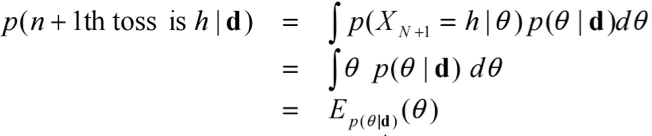 p(n+1th toss is h | d) = ∫ p(X_{N+1} = h | θ) p(θ | d) dθ
= ∫ θ p(θ | d) dθ
= E_{p(θ|d)}(θ)